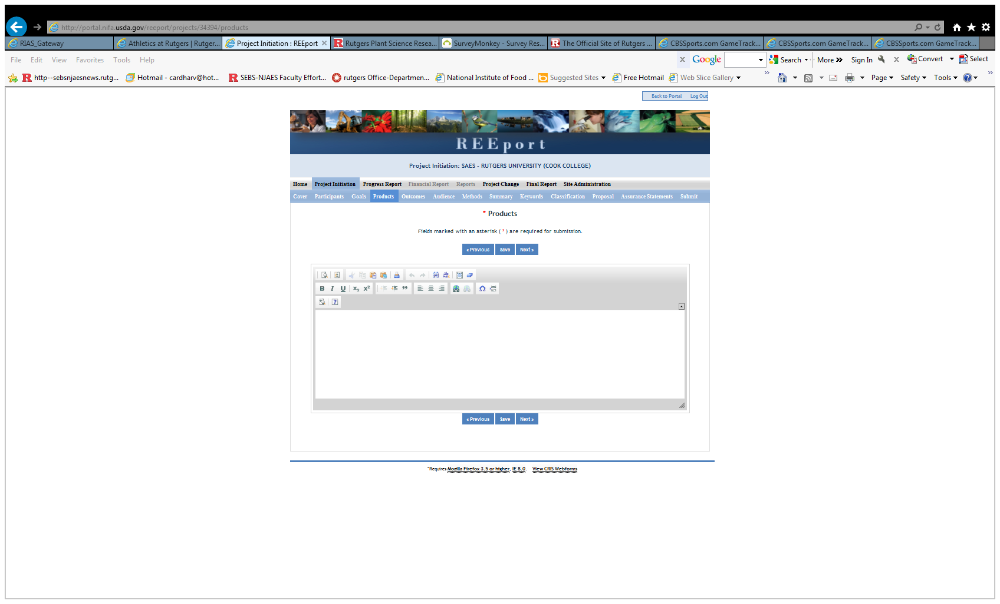 http://portal.nifa.usda.gov/reeport/projects/34394/products
RIAS_Gateway
Athletics at Rutgers | Rutger...
Project Initiation : REEport
Rutgers Plant Science Resea...
SurveyMonkey - Survey Res...
The Official Site of Rutgers ...
CBSSports.com GameTrack...
CBSSports.com GameTrack...
CBSSports.com GameTrack...
File Edit View Favorites Tools Help
x Google Search More » Sign In x Convert Select
http--sebsnjaesnews.rutg... Hotmail - cardharv@hot... SEBS-NJAES Faculty Effort... rutgers Office-Departmen... National Institute of Food ... Suggested Sites Free Hotmail Web Slice Gallery » Page Safety Tools »
Back to Portal Log Out
REEport
Project Initiation: SAES - RUTGERS UNIVERSITY (COOK COLLEGE)
Home Project Initiation Progress Report Financial Report Reports Project Change Final Report Site Administration
Cover Participants Goals Products Outcomes Audience Methods Summary Keywords Classification Proposal Assurance Statements Submit
* Products
Fields marked with an asterisk ( * ) are required for submission.
« Previous Save Next »
B I U x₂ x² ” Ω
?
« Previous Save Next »
*Requires Mozilla Firefox 3.5 or higher, IE 8.0. View CRIS Webforms